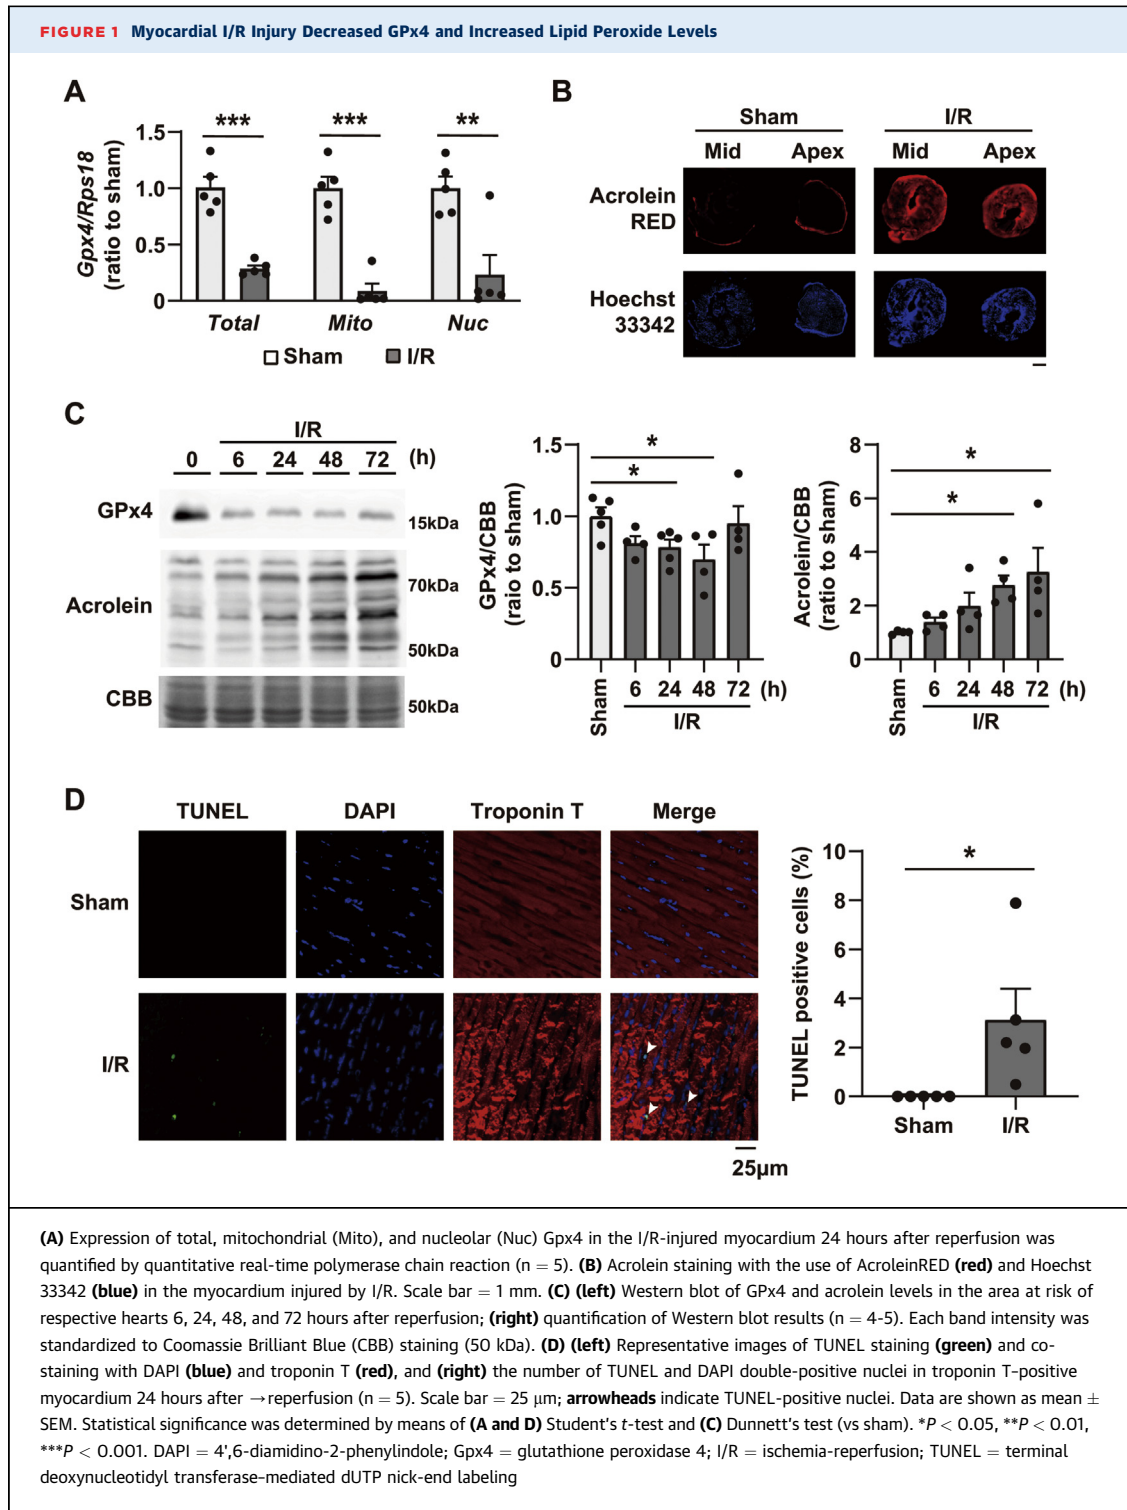 FIGURE 1 Myocardial I/R Injury Decreased GPx4 and Increased Lipid Peroxide Levels
A
Gpx4/Rps18
(ratio to sham)
1.5
1.0
0.5
0
***
***
**
Total
Mito
Nuc
Sham
I/R
B
Sham
I/R
Mid
Apex
Mid
Apex
Acrolein
RED
Hoechst
33342
C
I/R
0
6
24
48
72
(h)
GPx4
15kDa
Acrolein
70kDa
50kDa
CBB
50kDa
GPx4/CBB
(raio to sham)
1.5
1.0
0.5
0
*
*
Sham
6
24
48
72
(h)
I/R
Acrolein/CBB
(ratio to sham)
8
6
4
2
0
*
*
Sham
6
24
48
72
(h)
I/R
D
TUNEL
DAPI
Troponin T
Merge
Sham
I/R
25μm
TUNEL positive cells (%)
10
8
6
4
2
0
*
Sham
I/R
(A) Expression of total, mitochondrial (Mito), and nucleolar (Nuc) Gpx4 in the I/R-injured myocardium 24 hours after reperfusion was
quantified by quantitative real-time polymerase chain reaction (n = 5). (B) Acrolein staining with the use of AcroleinRED (red) and Hoechst
33342 (blue) in the myocardium injured by I/R. Scale bar = 1 mm. (C) (left) Western blot of GPx4 and acrolein levels in the area at risk of
respective hearts 6, 24, 48, and 72 hours after reperfusion; (right) quantification of Western blot results (n = 4-5). Each band intensity was
standardized to Coomassie Brilliant Blue (CBB) staining (50 kDa). (D) (left) Representative images of TUNEL staining (green) and co-
staining with DAPI (blue) and troponin T (red), and (right) the number of TUNEL and DAPI double-positive nuclei in troponin T-positive
myocardium 24 hours after →reperfusion (n = 5). Scale bar = 25 μm; arrowheads indicate TUNEL-positive nuclei. Data are shown as mean ±
SEM. Statistical significance was determined by means of (A and D) Student's t-test and (C) Dunnett's test (vs sham). *P < 0.05, **P < 0.01,
***P < 0.001. DAPI = 4',6-diamidino-2-phenylindole; Gpx4 = glutathione peroxidase 4; I/R = ischemia-reperfusion; TUNEL = terminal
deoxynucleotidyl transferase-mediated dUTP nick-end labeling